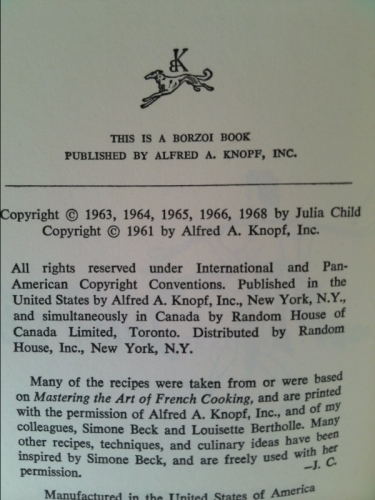 BK
THIS IS A BORZOI BOOK
PUBLISHED BY ALFRED A. KNOPF, INC.
Copyright © 1963, 1964, 1965, 1966, 1968 by Julia Child
Copyright © 1961 by Alfred A. Knopf, Inc.
All rights reserved under International and Pan-
American Copyright Conventions. Published in the
United States by Alfred A. Knopf, Inc., New York, N.Y.,
and simultaneously in Canada by Random House of
Canada Limited, Toronto. Distributed by Random
House, Inc., New York, N.Y.
Many of the recipes were taken from or were based
on Mastering the Art of French Cooking, and are printed
with the permission of Alfred A. Knopf, Inc., and of my
colleagues, Simone Beck and Louisette Bertholle. Many
other recipes, techniques, and culinary ideas have been
inspired by Simone Beck, and are freely used with her
permission. —J. C.
Manufactured in the United States of America